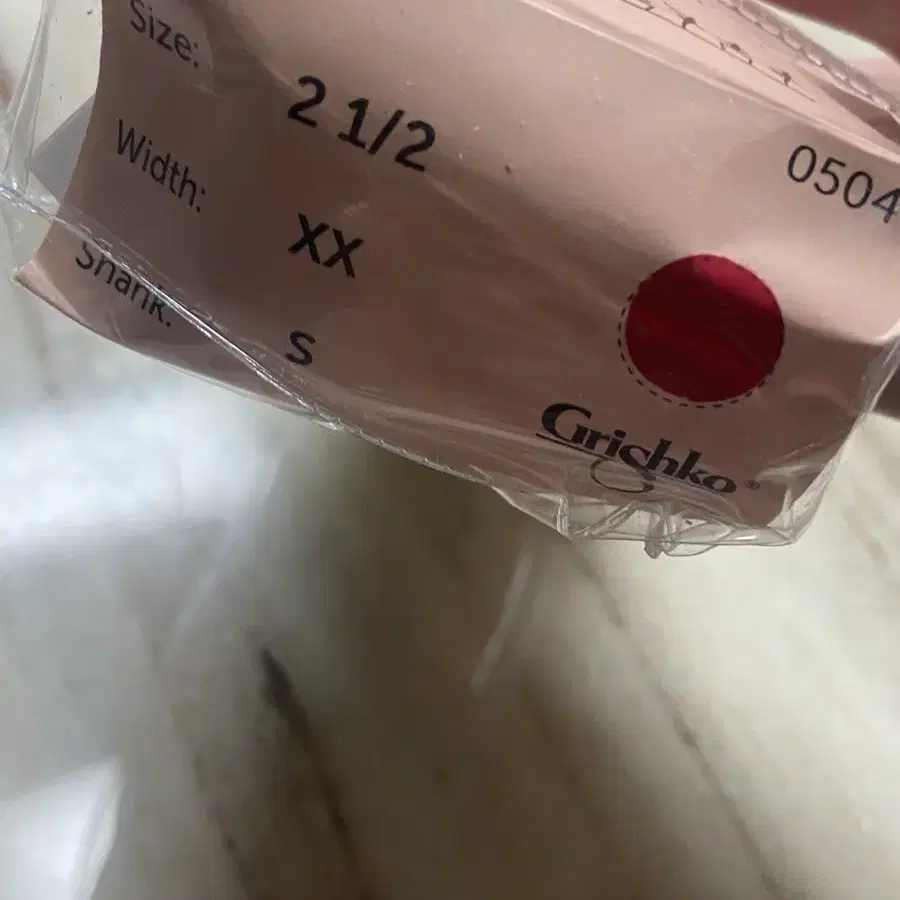 Size: 2 1/2
0504
Width: XX
Shank: S
Grishko®